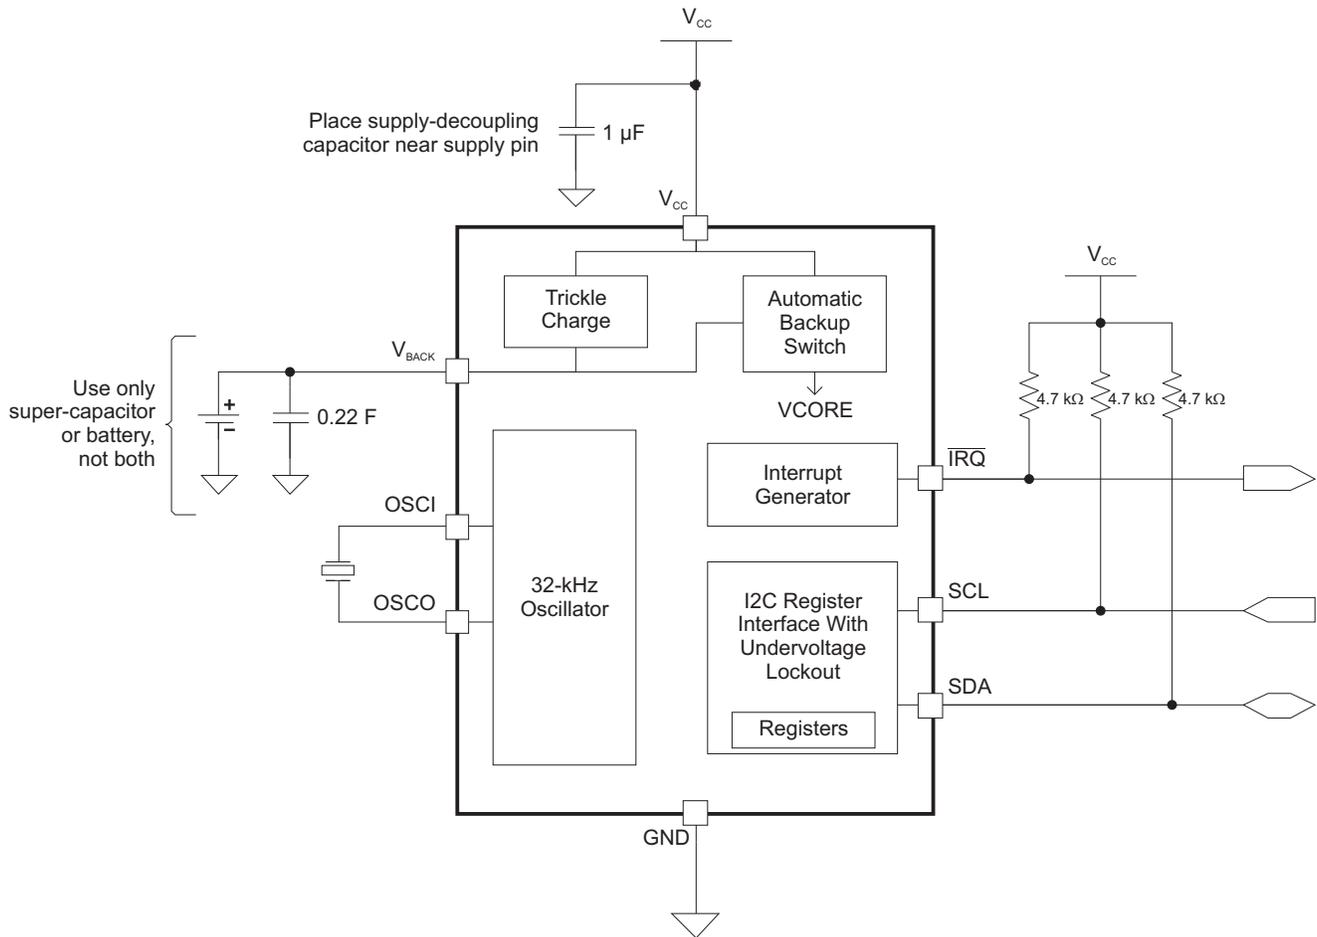 VCC
Place supply-decoupling
capacitor near supply pin
1 µF
VCC
Trickle
Charge
Automatic
Backup
Switch
VCORE
VCC
4.7 kΩ
4.7 kΩ
4.7 kΩ
VBACK
Use only
super-capacitor
or battery,
not both
+
−
0.22 F
OSCI
OSCO
32-kHz
Oscillator
Interrupt
Generator
I2C Register
Interface With
Undervoltage
Lockout
Registers
I̅R̅Q̅
SCL
SDA
GND